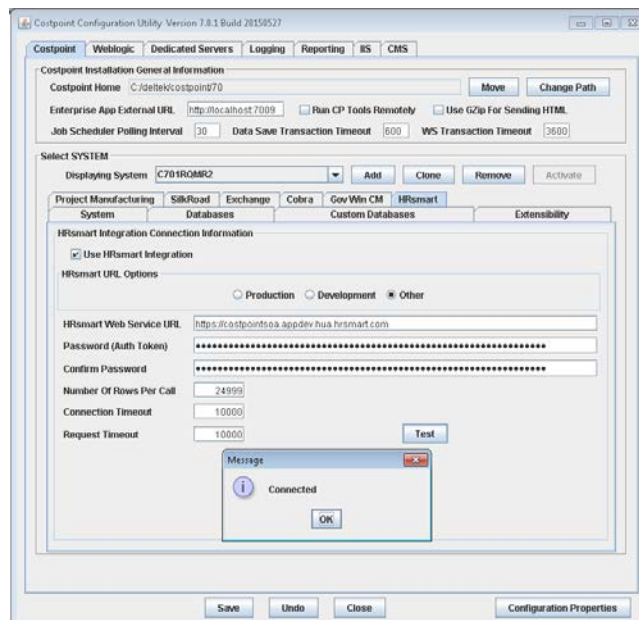 Costpoint Configuration Utility Version 7.0.1 Build 20150527
Costpoint Weblogic Dedicated Servers Logging Reporting IIS CMS
Costpoint Installation General Information
Costpoint Home C:/deltek/costpoint/70 Move Change Path
Enterprise App External URL http://localhost:7009 Run CP Tools Remotely Use GZip For Sending HTML
Job Scheduler Polling Interval 30 Data Save Transaction Timeout 600 WS Transaction Timeout 3600
Select SYSTEM
Displaying System C701RQMR2 Add Clone Remove Activate
Project Manufacturing SilkRoad Exchange Cobra Gov Win CM HRsmart
System Databases Custom Databases Extensibility
HRsmart Integration Connection Information
Use HRsmart Integration
HRsmart URL Options
Production Development Other
HRsmart Web Service URL https://costpointsoa.appdev.hua.hrsmart.com
Password (Auth Token)
Confirm Password
Number Of Rows Per Call 24999
Connection Timeout 10000
Request Timeout 10000 Test
Message
Connected
OK
Save Undo Close Configuration Properties